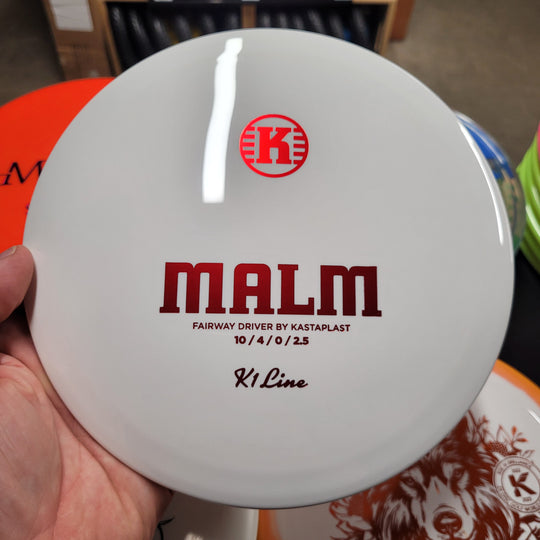 K
MALM
FAIRWAY DRIVER BY KASTAPLAST
10 / 4 / 0 / 2.5
K1 Line
M
K